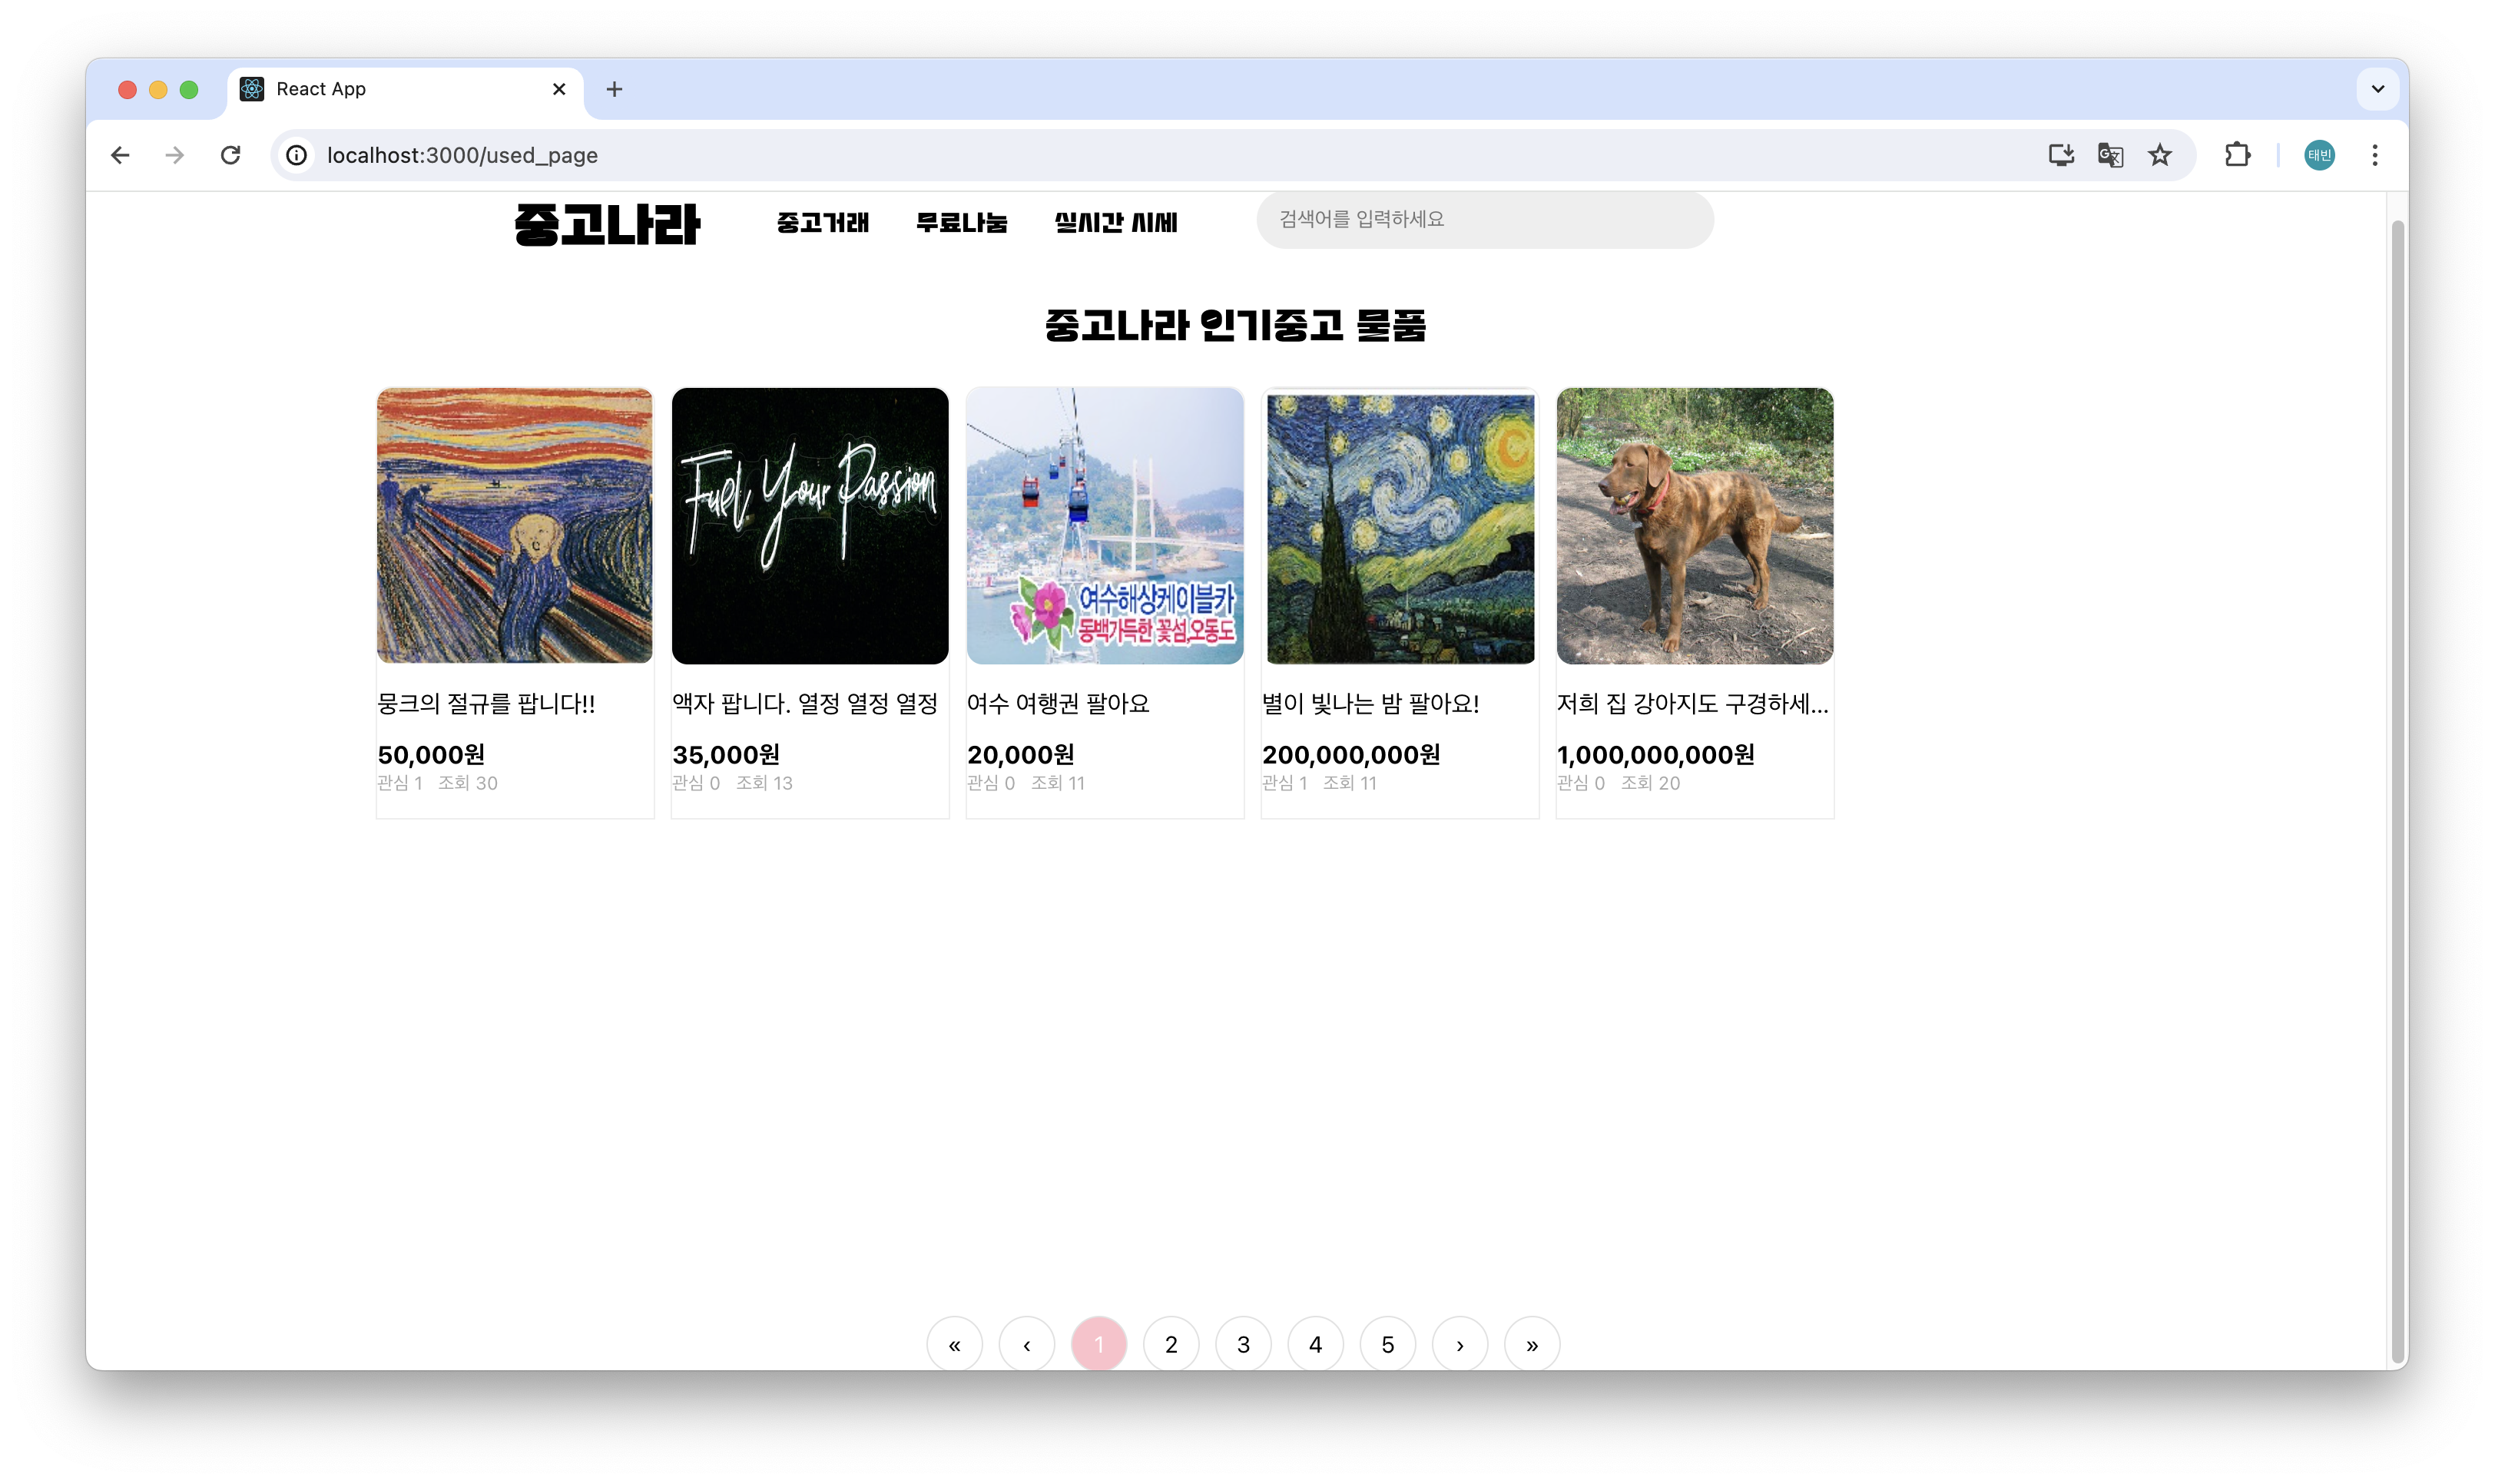 React App
localhost:3000/used_page
태빈
중고나라 중고거래 무료나눔 실시간 시세 검색어를 입력하세요
중고나라 인기중고 물품
Fuel Your Passion
여수해상케이블카
동백가득한 꽃섬,오동도
뭉크의 절규를 팝니다!! 액자 팝니다. 열정 열정 열정 여수 여행권 팔아요 별이 빛나는 밤 팔아요! 저희 집 강아지도 구경하세...
50,000원 35,000원 20,000원 200,000,000원 1,000,000,000원
관심 1 조회 30 관심 0 조회 13 관심 0 조회 11 관심 1 조회 11 관심 0 조회 20
« ‹ 1 2 3 4 5 › »